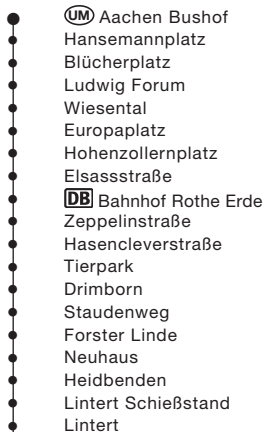 UM Aachen Bushof
Hansemannplatz
Blücherplatz
Ludwig Forum
Wiesental
Europaplatz
Hohenzollernplatz
Elsassstraße
DB Bahnhof Rothe Erde
Zeppelinstraße
Hasencleverstraße
Tierpark
Drimborn
Staudenweg
Forster Linde
Neuhaus
Heidbenden
Lintert Schießstand
Lintert